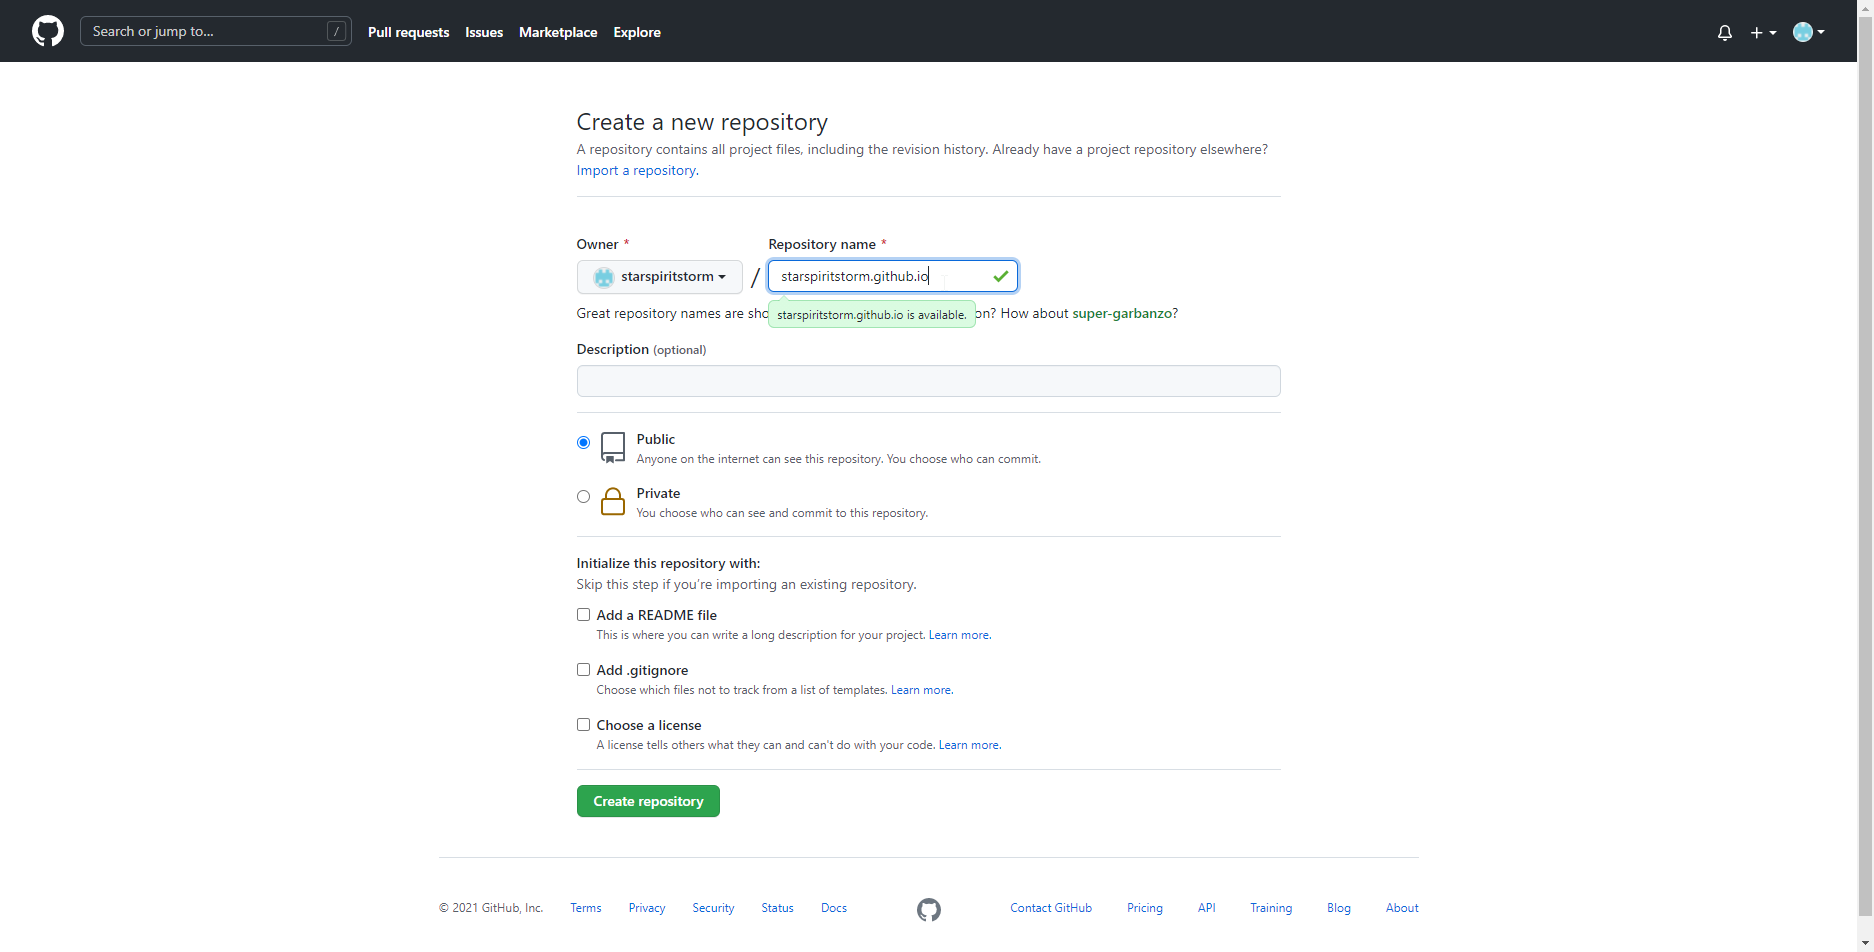 Search or jump to...
/
Pull requests
Issues
Marketplace
Explore
Create a new repository
A repository contains all project files, including the revision history. Already have a project repository elsewhere?
Import a repository.
Owner *
Repository name *
starspiritstorm
/
starspiritstorm.github.io
Great repository names are sho
starspiritstorm.github.io is available.
on? How about super-garbanzo?
Description (optional)
Public
Anyone on the internet can see this repository. You choose who can commit.
Private
You choose who can see and commit to this repository.
Initialize this repository with:
Skip this step if you’re importing an existing repository.
Add a README file
This is where you can write a long description for your project. Learn more.
Add .gitignore
Choose which files not to track from a list of templates. Learn more.
Choose a license
A license tells others what they can and can't do with your code. Learn more.
Create repository
© 2021 GitHub, Inc.
Terms
Privacy
Security
Status
Docs
Contact GitHub
Pricing
API
Training
Blog
About